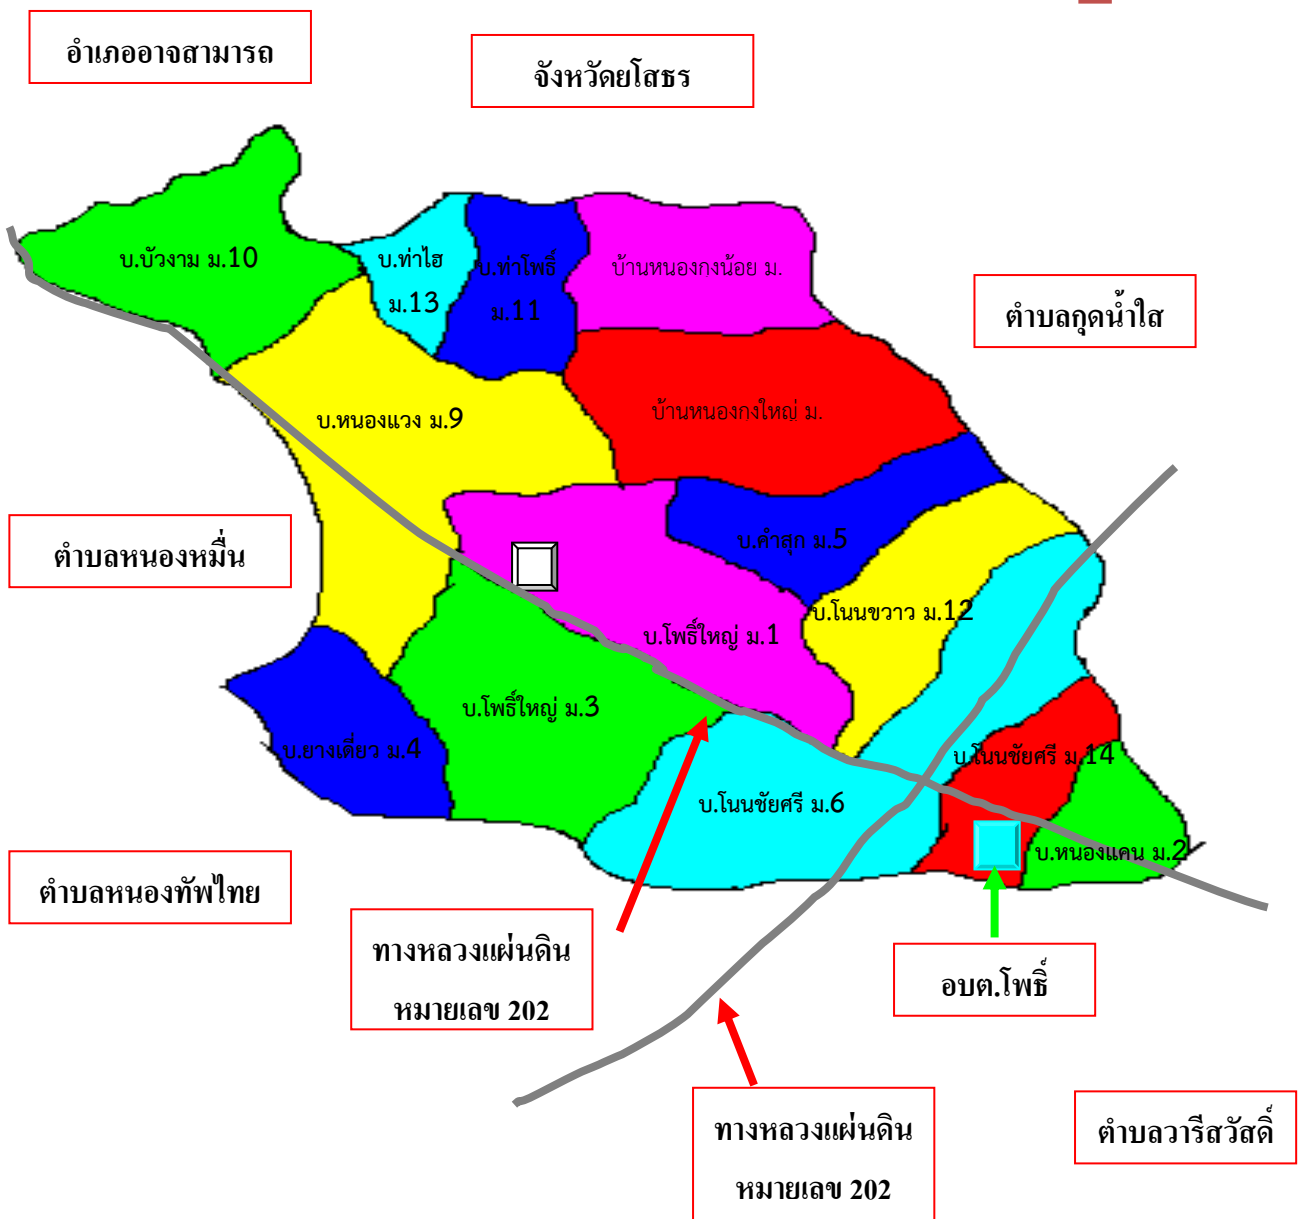 อำเภออาจสามารถ
จังหวัดยโสธร
บ.บัวงาม ม.10
บ.ท่าไฮ
ม.13
บ.ท่าโพธิ์
ม.11
บ้านหนองกงน้อย ม.
ตำบลกุดน้ำใส
บ.หนองแวง ม.9
บ้านหนองกงใหญ่ ม.
ตำบลหนองหมื่น
บ.คำสุก ม.5
บ.โนนขวาว ม.12
บ.โพธิ์ใหญ่ ม.1
บ.โพธิ์ใหญ่ ม.3
บ.ยางเดี่ยว ม.4
บ.โนนชัยศรี ม.14
บ.โนนชัยศรี ม.6
บ.หนองแคน ม.2
ตำบลหนองทัพไทย
ทางหลวงแผ่นดิน
หมายเลข 202
อบต.โพธิ์
ทางหลวงแผ่นดิน
หมายเลข 202
ตำบลวารีสวัสดิ์